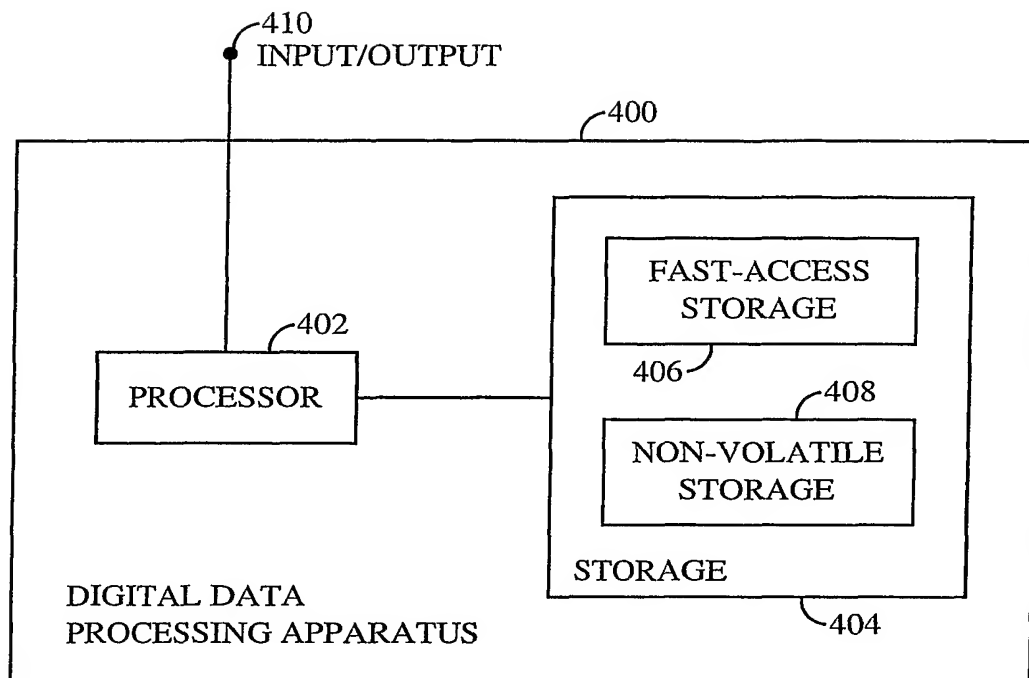 410
INPUT/OUTPUT
400
FAST-ACCESS
STORAGE
406
402
PROCESSOR
408
NON-VOLATILE
STORAGE
STORAGE
404
DIGITAL DATA
PROCESSING APPARATUS